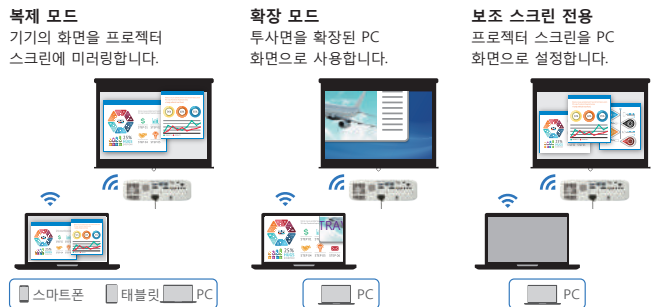 복제 모드
기기의 화면을 프로젝터
스크린에 미러링합니다.
확장 모드
투사면을 확장된 PC
화면으로 사용합니다.
보조 스크린 전용
프로젝터 스크린을 PC
화면으로 설정합니다.
25%
TRA
25%
스마트폰 태블릿 PC
PC
PC